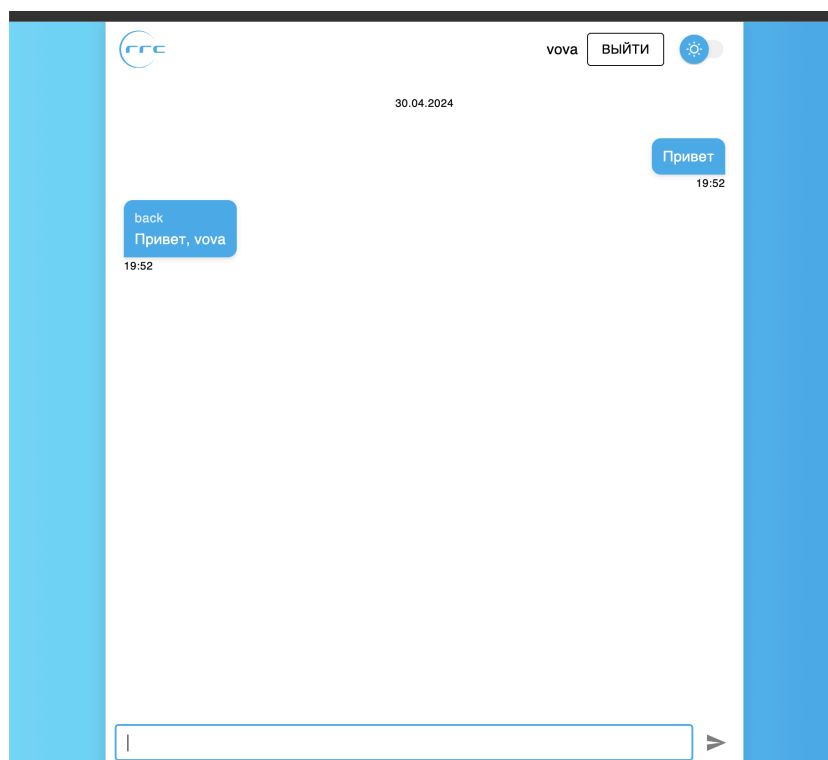 rrc
vova ВЫЙТИ
30.04.2024
Привет
19:52
back
Привет, vova
19:52